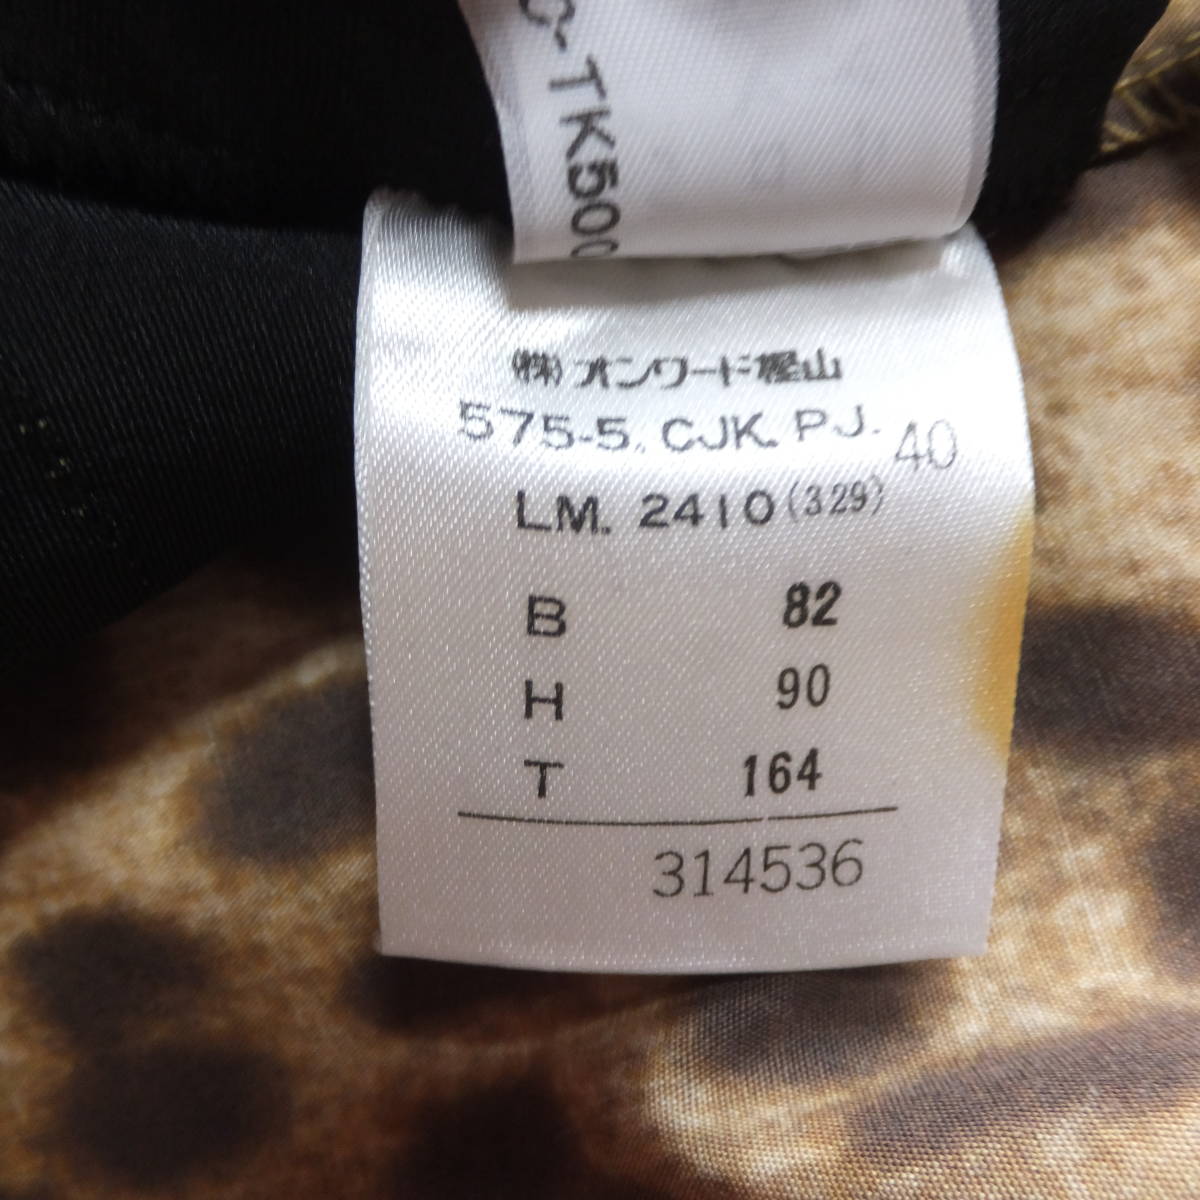 C-TK500
㈱オンワード樫山
575-5. CJK. PJ. 40
LM. 2410(329)
B 82
H 90
T 164
314536